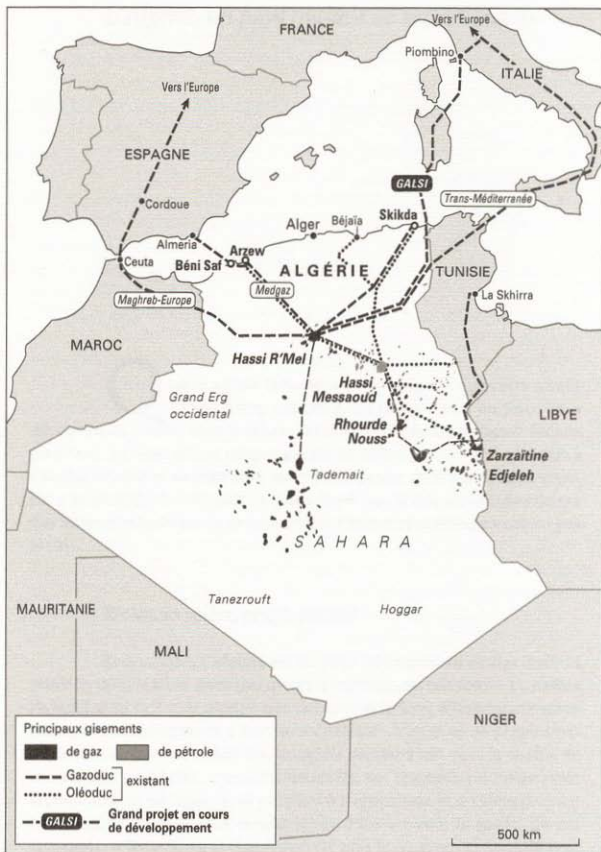 FRANCE
Vers l'Europe
Piombino
ITALIE
Vers l'Europe
ESPAGNE
GALSI
Cordoue
Trans-Méditerranée
Skikda
Alger
Béjaïa
Almeria
Arzew
Béni Saf
ALGÉRIE
TUNISIE
Ceuta
Medgaz
La Skhirra
Maghreb-Europe
MAROC
Hassi R'Mel
Hassi
Messaoud
Grand Erg
occidental
LIBYE
Rhourde
Nouss
Zarzaïtine
Edjeleh
Tademait
SAHARA
Tanezrouft
Hoggar
MAURITANIE
MALI
NIGER
Principaux gisements
de gaz
de pétrole
Gazoduc
Oléoduc
existant
GALSI
Grand projet en cours
de développement
500 km